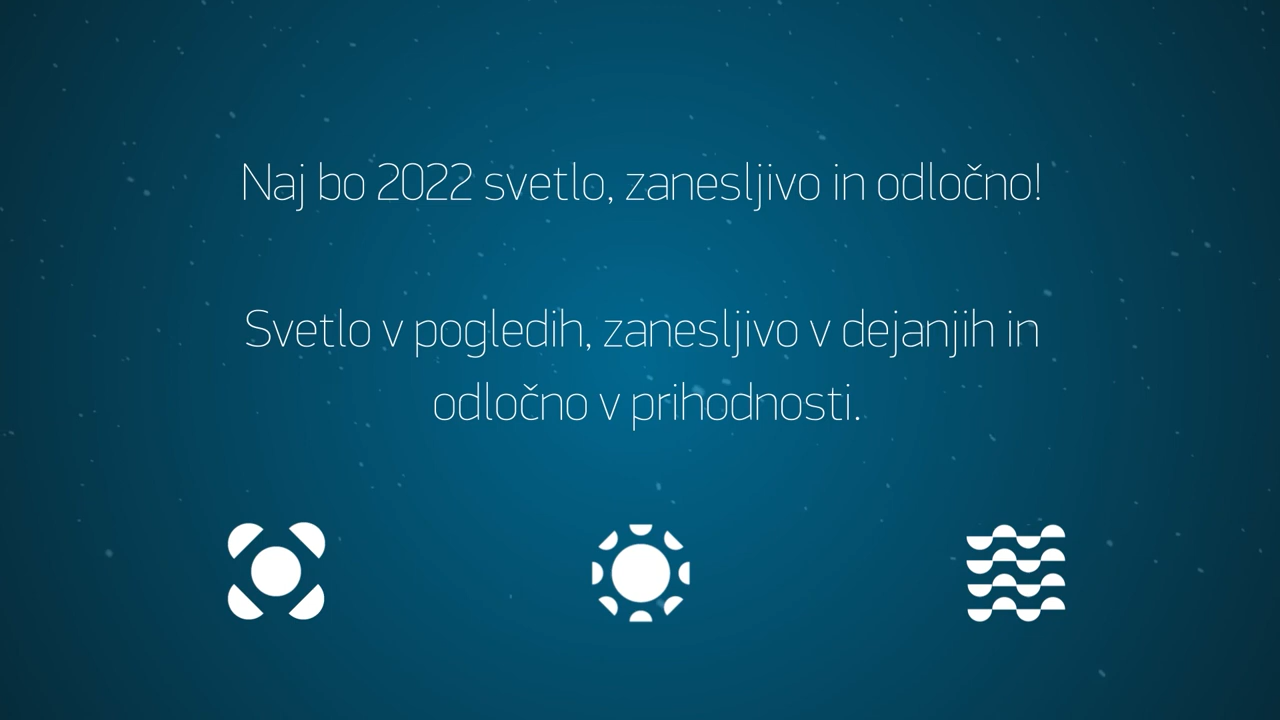 Naj bo 2022 svetlo, zanesljivo in odločno!
Svetlo v pogledih, zanesljivo v dejanjih in
odločno v prihodnosti.